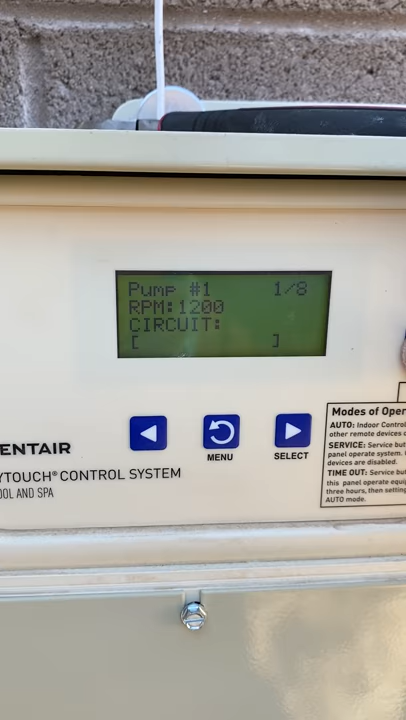 Pump #1 1/8
RPM:1200
CIRCUIT:
[ ]
MENU
SELECT
ENTAIR
YTOUCH® CONTROL SYSTEM
OOL AND SPA
Modes of Oper
AUTO: Indoor Control
other remote devices
SERVICE: Service but
panel operate system.
devices are disabled.
TIME OUT: Service but
this panel operate equi
three hours, then setting
AUTO mode.